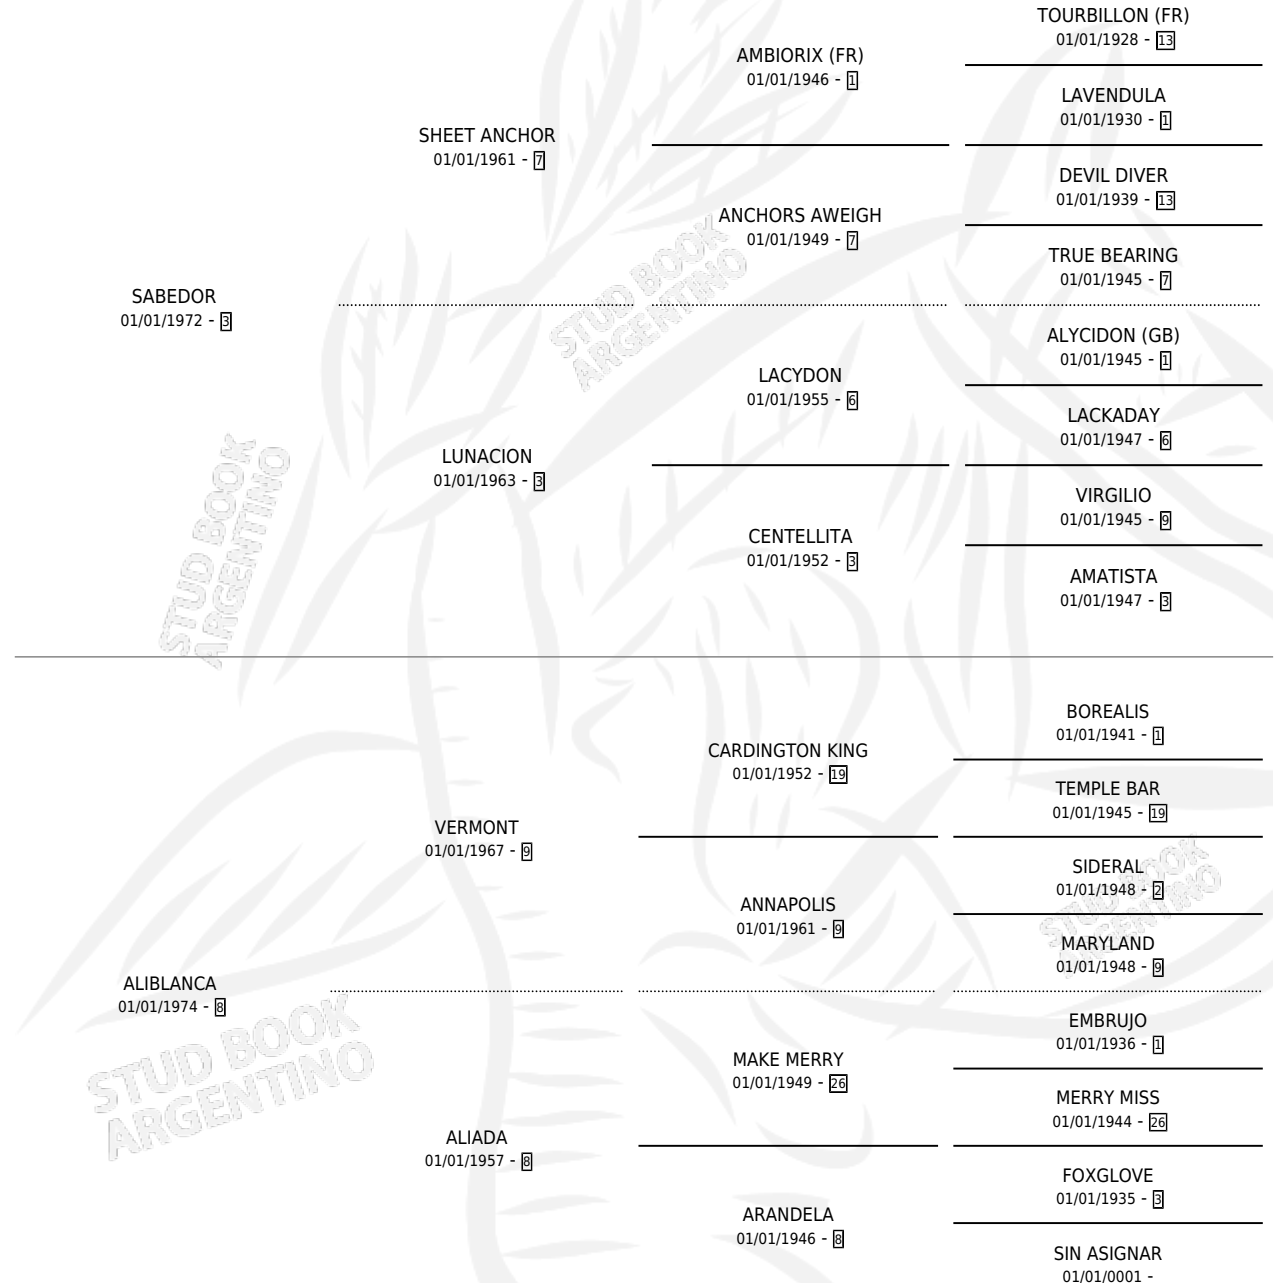 TOURBILLON (FR)
01/01/1928 - 13
AMBIORIX (FR)
01/01/1946 - 1
LAVENDULA
01/01/1930 - 1
SHEET ANCHOR
01/01/1961 - 7
DEVIL DIVER
01/01/1939 - 13
ANCHORS AWEIGH
01/01/1949 - 7
TRUE BEARING
01/01/1945 - 7
SABEDOR
01/01/1972 - 3
ALYCIDON (GB)
01/01/1945 - 1
LACYDON
01/01/1955 - 6
LACKADAY
01/01/1947 - 6
LUNACION
01/01/1963 - 3
VIRGILIO
01/01/1945 - 9
CENTELLITA
01/01/1952 - 3
AMATISTA
01/01/1947 - 3
BOREALIS
01/01/1941 - 1
CARDINGTON KING
01/01/1952 - 19
TEMPLE BAR
01/01/1945 - 19
VERMONT
01/01/1967 - 9
SIDERAL
01/01/1948 - 2
ANNAPOLIS
01/01/1961 - 9
MARYLAND
01/01/1948 - 9
ALIBLANCA
01/01/1974 - 8
EMBRUJO
01/01/1936 - 1
MAKE MERRY
01/01/1949 - 26
MERRY MISS
01/01/1944 - 26
ALIADA
01/01/1957 - 8
FOXGLOVE
01/01/1935 - 3
ARANDELA
01/01/1946 - 8
SIN ASIGNAR
01/01/0001 -
STUD BOOK
ARGENTINO
STUD BOOK
ARGENTINO
STUD BOOK
ARGENTINO
STUD BOOK
ARGENTINO